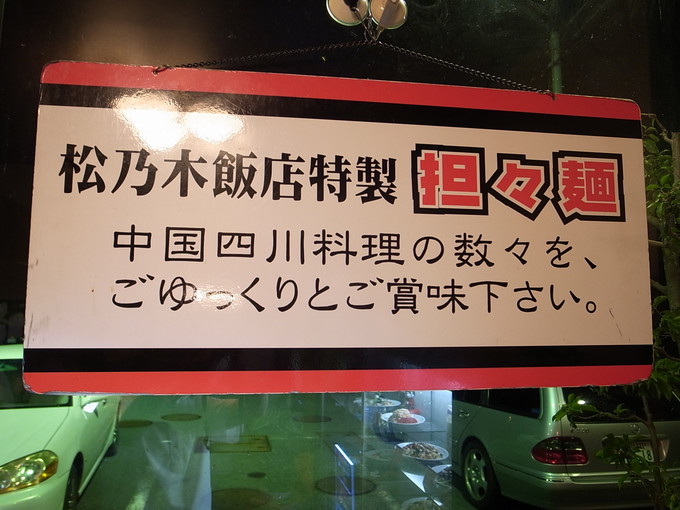 松乃木飯店特製 担々麺
中国四川料理の数々を、
ごゆっくりとご賞味下さい。